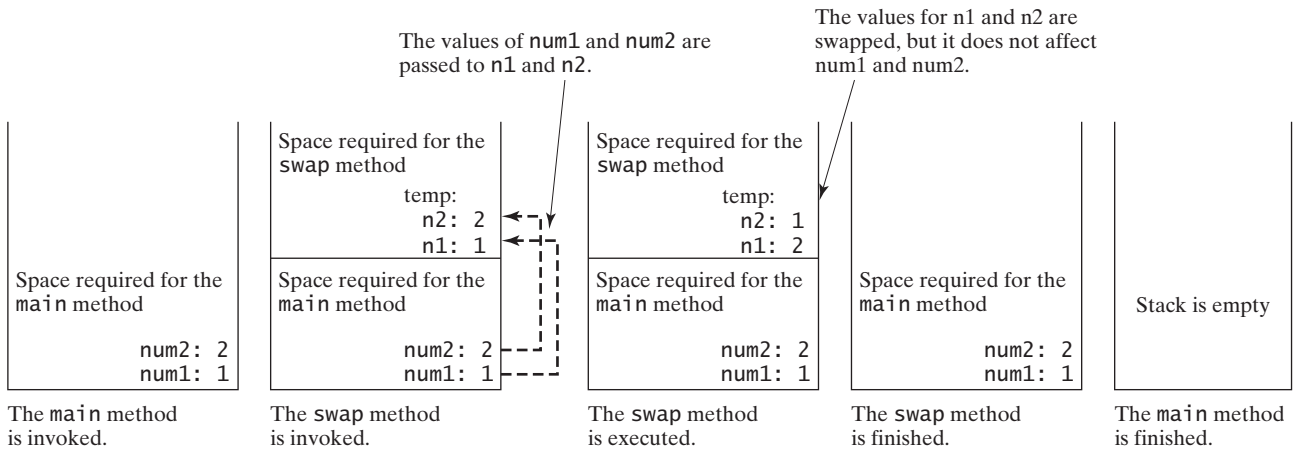 The values of num1 and num2 are
passed to n1 and n2.
The values for n1 and n2 are
swapped, but it does not affect
num1 and num2.
Space required for the
main method
num2: 2
num1: 1
The main method
is invoked.
Space required for the
swap method
temp:
n2: 2
n1: 1
Space required for the
main method
num2: 2
num1: 1
The swap method
is invoked.
Space required for the
swap method
temp:
n2: 1
n1: 2
Space required for the
main method
num2: 2
num1: 1
The swap method
is executed.
Space required for the
main method
num2: 2
num1: 1
The swap method
is finished.
Stack is empty
The main method
is finished.